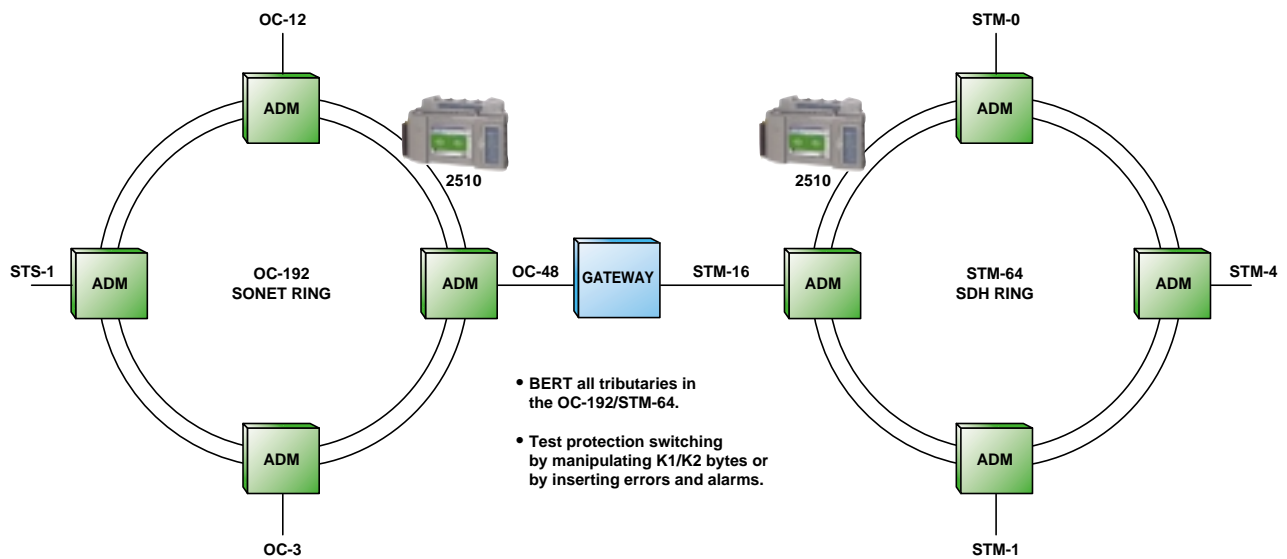 OC-12
STM-0
ADM
ADM
2510
2510
STS-1
ADM
OC-192
SONET RING
ADM
OC-48
GATEWAY
STM-16
ADM
STM-64
SDH RING
ADM
STM-4
• BERT all tributaries in
the OC-192/STM-64.
• Test protection switching
by manipulating K1/K2 bytes or
by inserting errors and alarms.
ADM
ADM
OC-3
STM-1